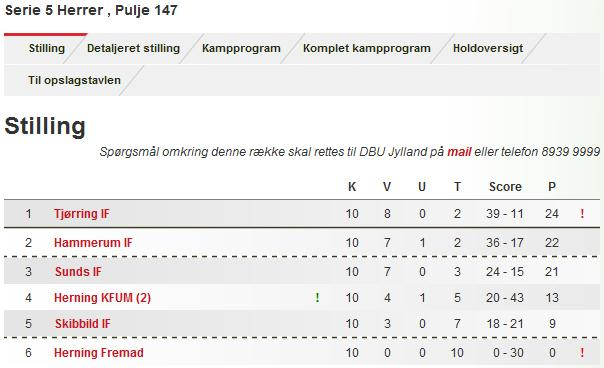 Serie 5 Herrer , Pulje 147
Stilling Detaljeret stilling Kampprogram Komplet kampprogram Holdoversigt
Til opslagstavlen
Stilling
Spørgsmål omkring denne række skal rettes til DBU Jylland på mail eller telefon 8939 9999
K V U T Score P
1 Tjørring IF 10 8 0 2 39 - 11 24 !
2 Hammerum IF 10 7 1 2 36 - 17 22
3 Sunds IF 10 7 0 3 24 - 15 21
4 Herning KFUM (2) ! 10 4 1 5 20 - 43 13
5 Skibbild IF 10 3 0 7 18 - 21 9
6 Herning Fremad 10 0 0 10 0 - 30 0 !